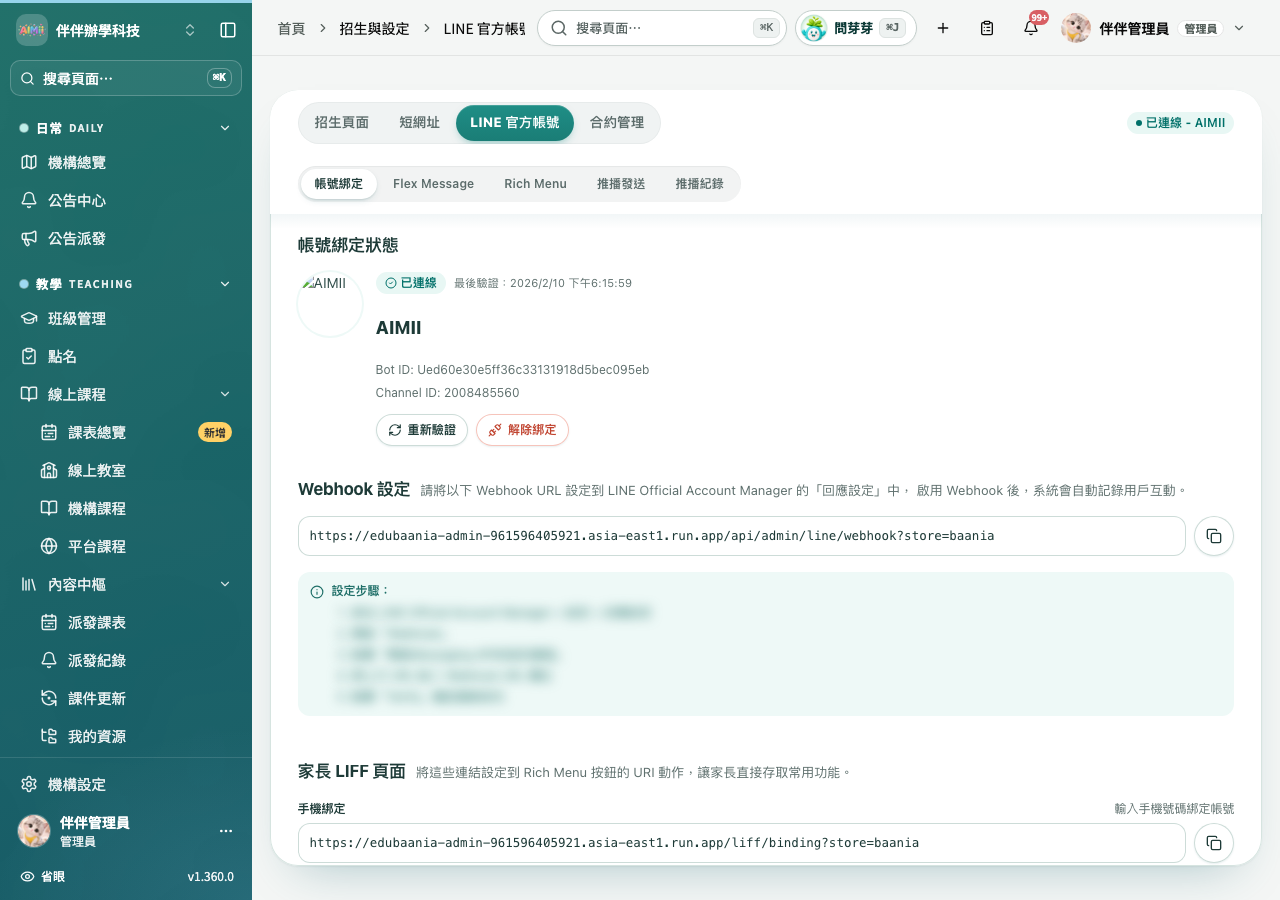 伴伴辦學科技
搜尋頁面… ⌘K
日常 DAILY
機構總覽
公告中心
公告派發
教學 TEACHING
班級管理
點名
線上課程
課表總覽 新增
線上教室
機構課程
平台課程
內容中樞
派發課表
派發紀錄
課件更新
我的資源
機構設定
伴伴管理員
管理員
省眼 v1.360.0
首頁 > 招生與設定 > LINE 官方帳號
搜尋頁面… ⌘K
問芽芽 ⌘J
99+
伴伴管理員 管理員
招生頁面 短網址 LINE 官方帳號 合約管理
已連線 - AIMII
帳號綁定 Flex Message Rich Menu 推播發送 推播紀錄
帳號綁定狀態
AIMII
已連線 最後驗證：2026/2/10 下午6:15:59
AIMII
Bot ID: Ued60e30e5ff36c33131918d5bec095eb
Channel ID: 2008485560
重新驗證 解除綁定
Webhook 設定 請將以下 Webhook URL 設定到 LINE Official Account Manager 的「回應設定」中， 啟用 Webhook 後，系統會自動記錄用戶互動。
https://edubaania-admin-961596405921.asia-east1.run.app/api/admin/line/webhook?store=baania
設定步驟：
家長 LIFF 頁面 將這些連結設定到 Rich Menu 按鈕的 URI 動作，讓家長直接存取常用功能。
手機綁定 輸入手機號碼綁定帳號
https://edubaania-admin-961596405921.asia-east1.run.app/liff/binding?store=baania